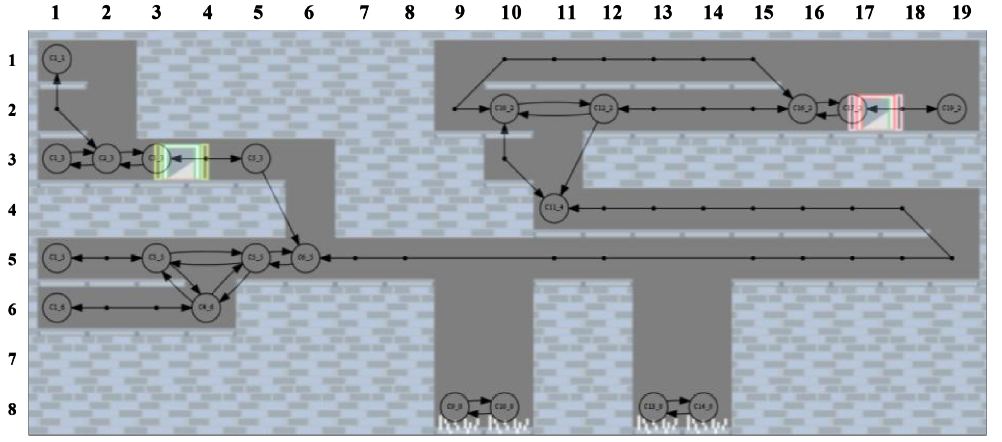 1 2 3 4 5 6 7 8 9 10 11 12 13 14 15 16 17 18 19
1 C1_1
2 C10_2 C12_2 C16_2 C17_2 C19_2
3 C1_3 C2_3 C3_3 C5_3
4 C11_4
5 C1_5 C3_5 C5_5 C6_5
6 C1_6 C4_6
7
8 C9_8 C10_8 C13_8 C14_8